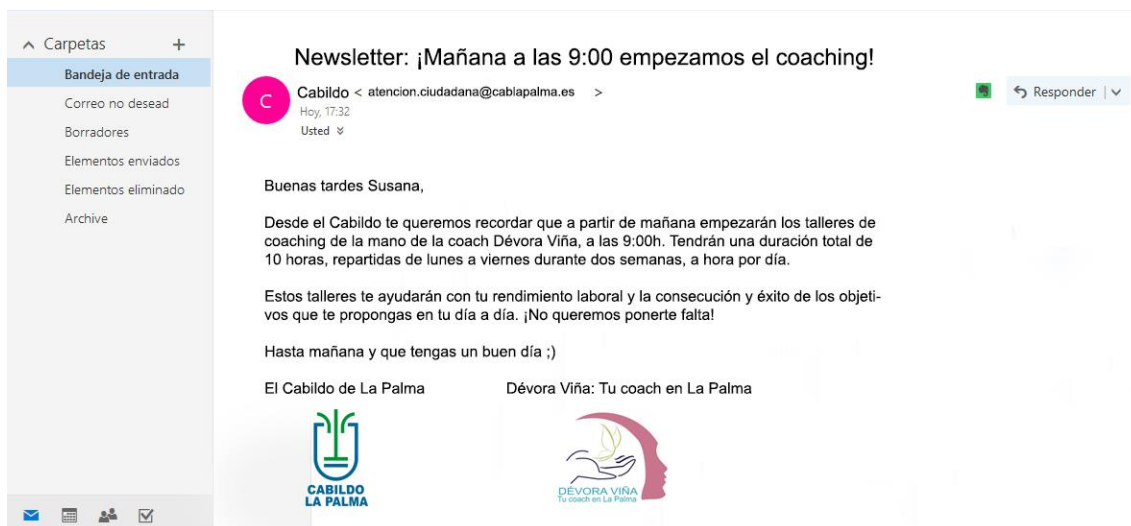 Carpetas +
Bandeja de entrada
Correo no desead
Borradores
Elementos enviados
Elementos eliminado
Archive
Newsletter: ¡Mañana a las 9:00 empezamos el coaching!
C
Cabildo < atencion.ciudadana@cablapalma.es >
Hoy, 17:32
Usted
Responder
Buenas tardes Susana,
Desde el Cabildo te queremos recordar que a partir de mañana empezarán los talleres de
coaching de la mano de la coach Dévora Viña, a las 9:00h. Tendrán una duración total de
10 horas, repartidas de lunes a viernes durante dos semanas, a hora por día.
Estos talleres te ayudarán con tu rendimiento laboral y la consecución y éxito de los objeti-
vos que te propongas en tu día a día. ¡No queremos ponerte falta!
Hasta mañana y que tengas un buen día ;)
El Cabildo de La Palma
Dévora Viña: Tu coach en La Palma
CABILDO
LA PALMA
DÉVORA VIÑA
Tu coach en La Palma